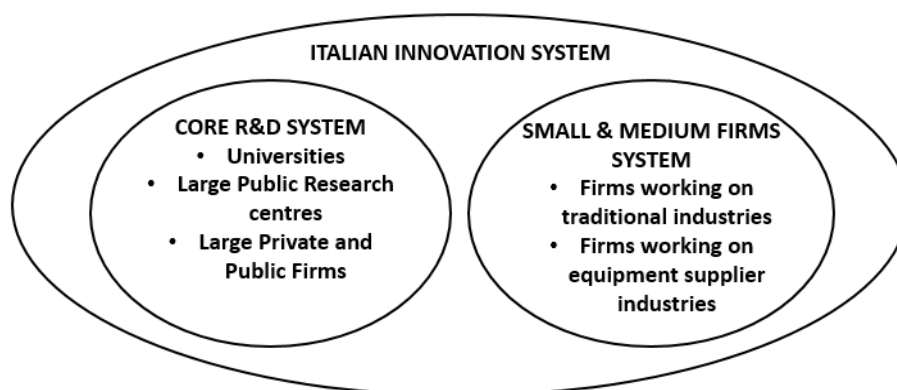 ITALIAN INNOVATION SYSTEM
CORE R&D SYSTEM
• Universities
• Large Public Research
centres
• Large Private and
Public Firms
SMALL & MEDIUM FIRMS
SYSTEM
• Firms working on
traditional industries
• Firms working on
equipment supplier
industries